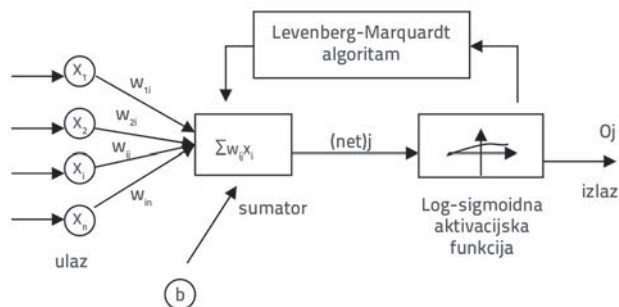 Levenberg-Marquardt
algoritam
X1
X2
Xi
Xn
w1i
w2i
wij
win
∑wijxi
(net)j
Oj
sumator
izlaz
Log-sigmoidna
aktivacijska
funkcija
ulaz
b